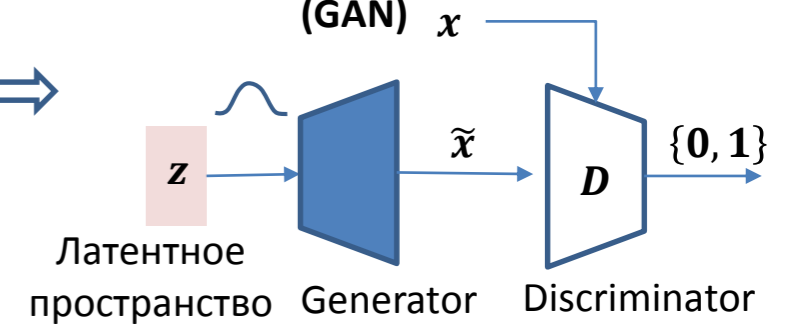 (GAN) x
z
x̃
D
{0, 1}
Латентное
пространство
Generator
Discriminator